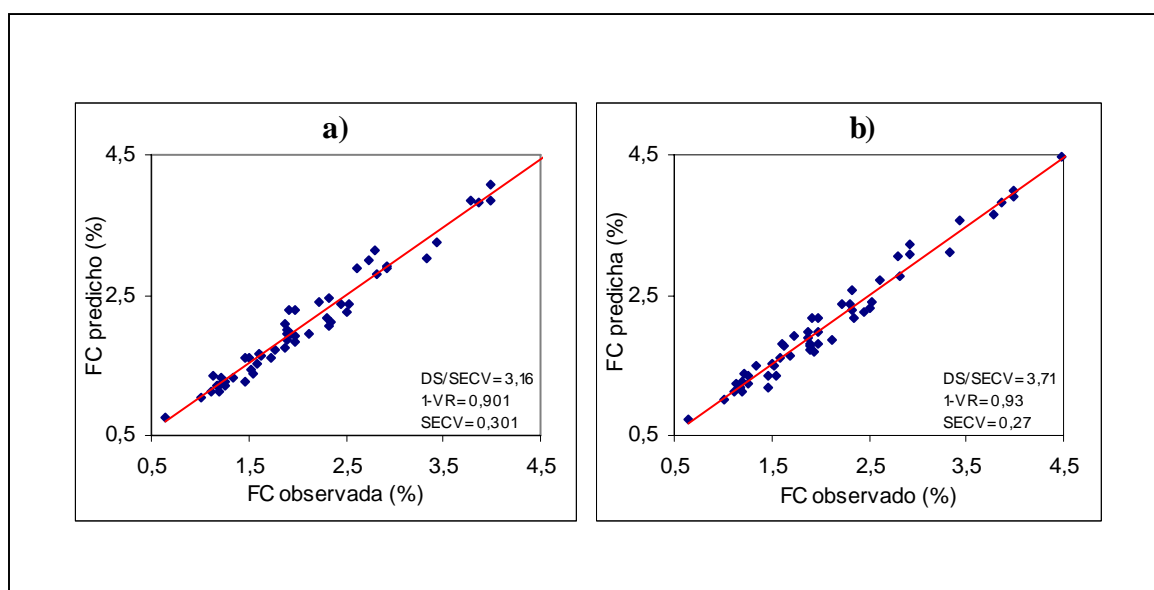 a)
FC predicho (%)
4,5
2,5
0,5
DS/SECV = 3,16
1-VR = 0,901
SECV = 0,301
0,5 1,5 2,5 3,5 4,5
FC observada (%)
b)
FC predicha (%)
4,5
2,5
0,5
DS/SECV = 3,71
1-VR = 0,93
SECV = 0,27
0,5 1,5 2,5 3,5 4,5
FC observado (%)